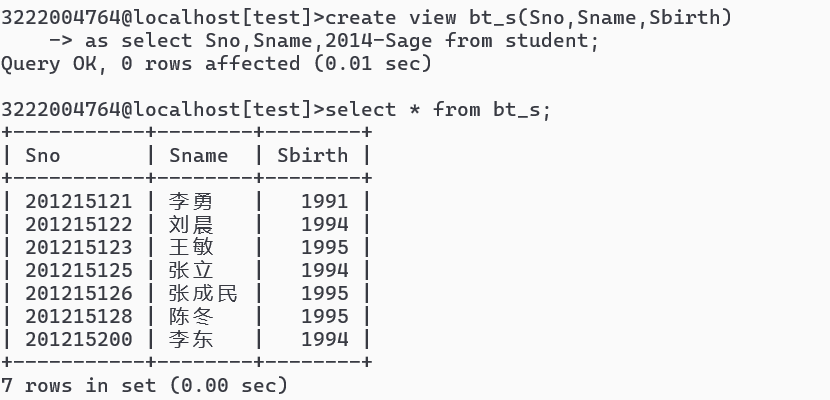 3222004764@localhost[test]>create view bt_s(Sno,Sname,Sbirth)
    -> as select Sno,Sname,2014-Sage from student;
Query OK, 0 rows affected (0.01 sec)

3222004764@localhost[test]>select * from bt_s;
+-----------+--------+--------+
| Sno       | Sname  | Sbirth |
+-----------+--------+--------+
| 201215121 | 李勇   |   1991 |
| 201215122 | 刘晨   |   1994 |
| 201215123 | 王敏   |   1995 |
| 201215125 | 张立   |   1994 |
| 201215126 | 张成民 |   1995 |
| 201215128 | 陈冬   |   1995 |
| 201215200 | 李东   |   1994 |
+-----------+--------+--------+
7 rows in set (0.00 sec)